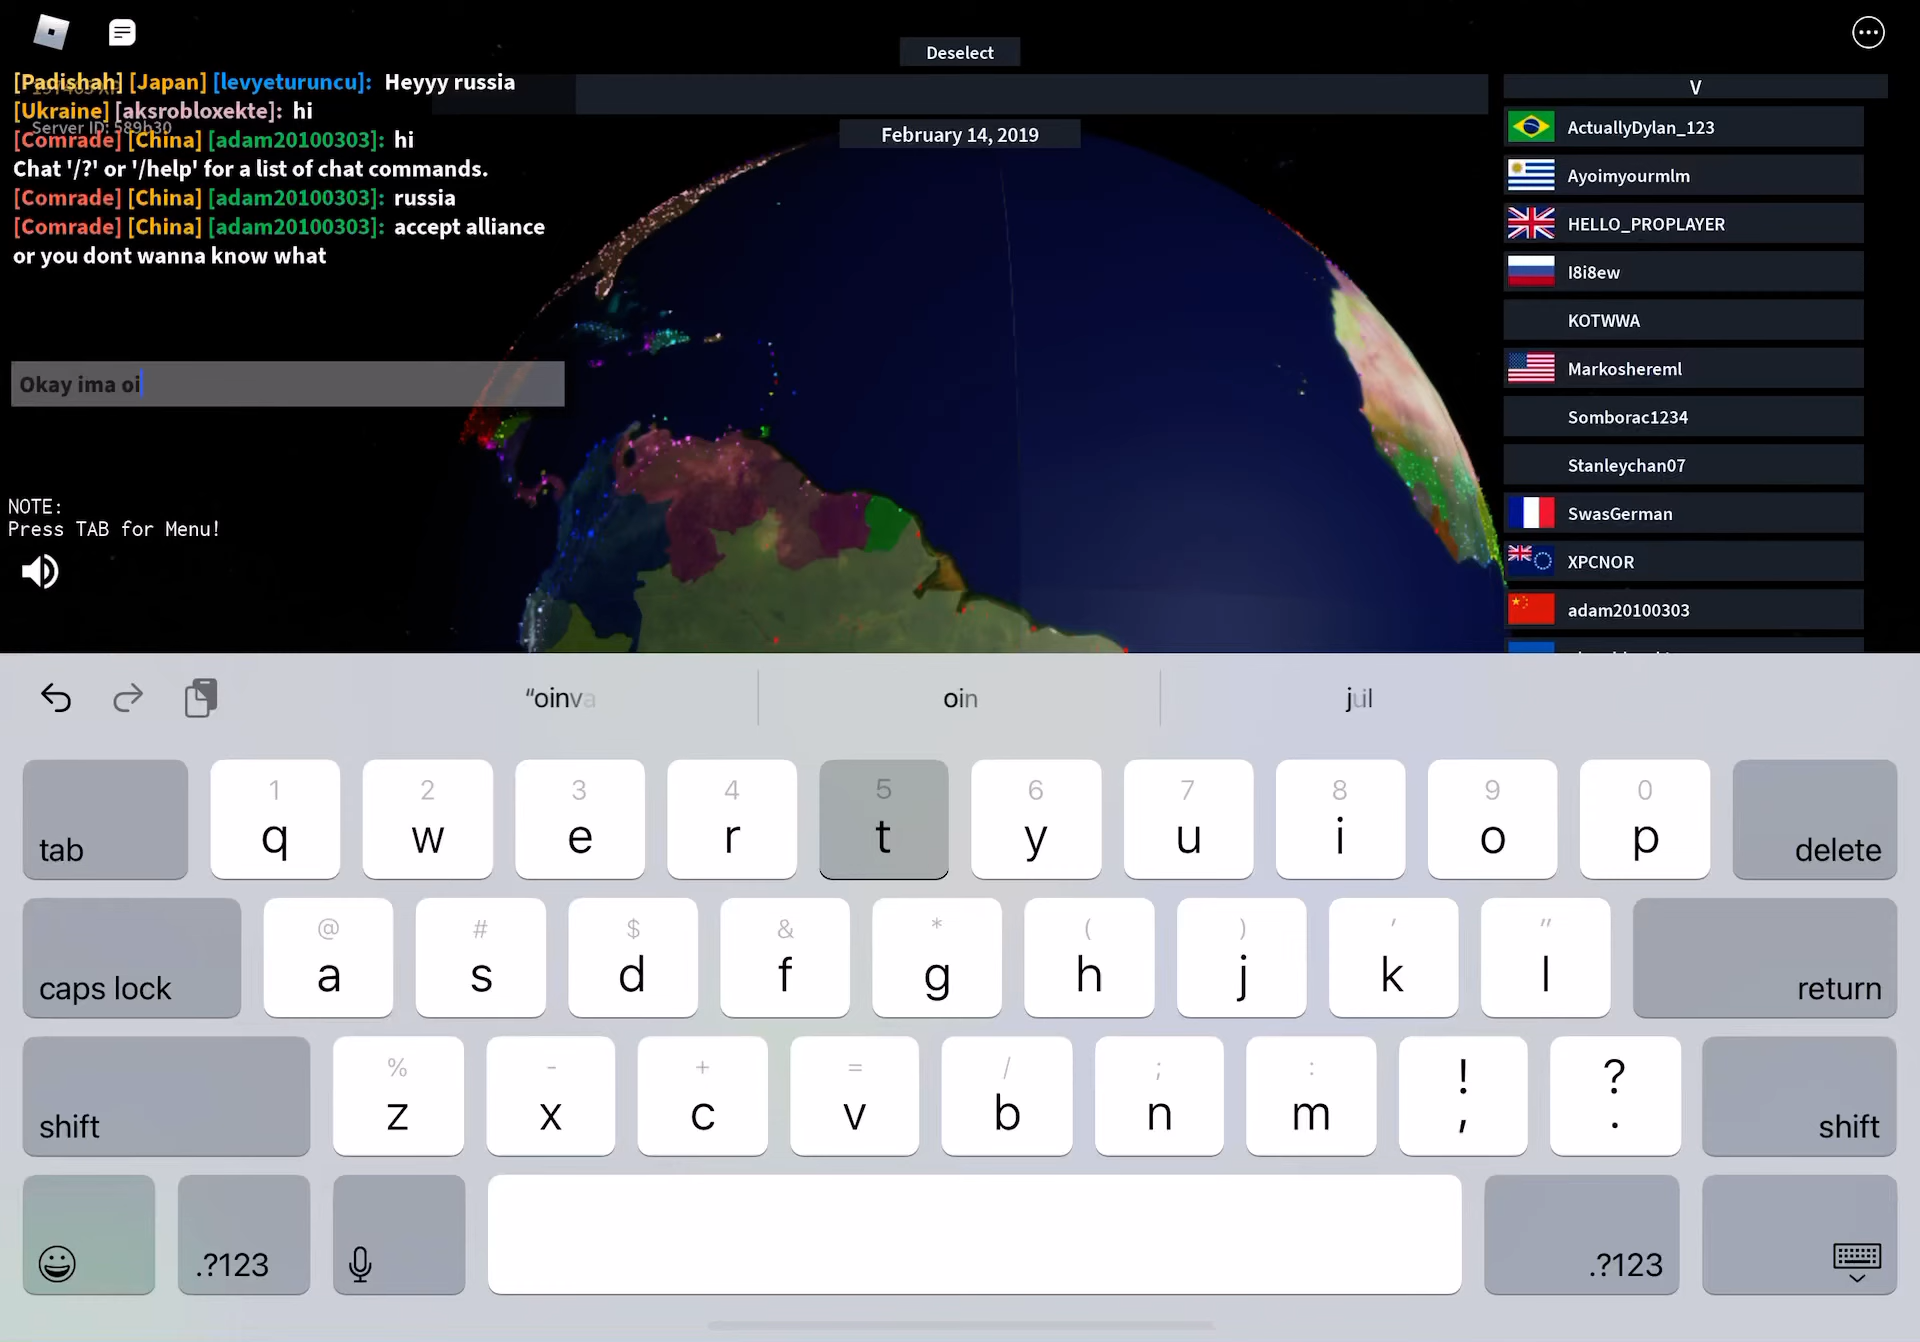 Deselect
[Padishah] [Japan] [levyeturuncu]: Heyyy russia
[Ukraine] [aksrobloxekte]: hi
Server ID: 589b30
[Comrade] [China] [adam20100303]: hi
Chat '/?' or '/help' for a list of chat commands.
[Comrade] [China] [adam20100303]: russia
[Comrade] [China] [adam20100303]: accept alliance
or you dont wanna know what
Okay ima oi
NOTE:
Press TAB for Menu!
February 14, 2019
V
ActuallyDylan_123
Ayoimyourmlm
HELLO_PROPLAYER
KOTWWA
Markoshereml
Somborac1234
Stanleychan07
SwasGerman
XPCNOR
adam20100303
“oinva
oin
jul
tab
1 2 3 4 5 6 7 8 9 0
q w e r t y u i o p
delete
caps lock
@ # $ & * ( ) ' "
a s d f g h j k l
return
shift
% - + = / ; : ! ?
z x c v b n m , .
shift
.?123
.?123